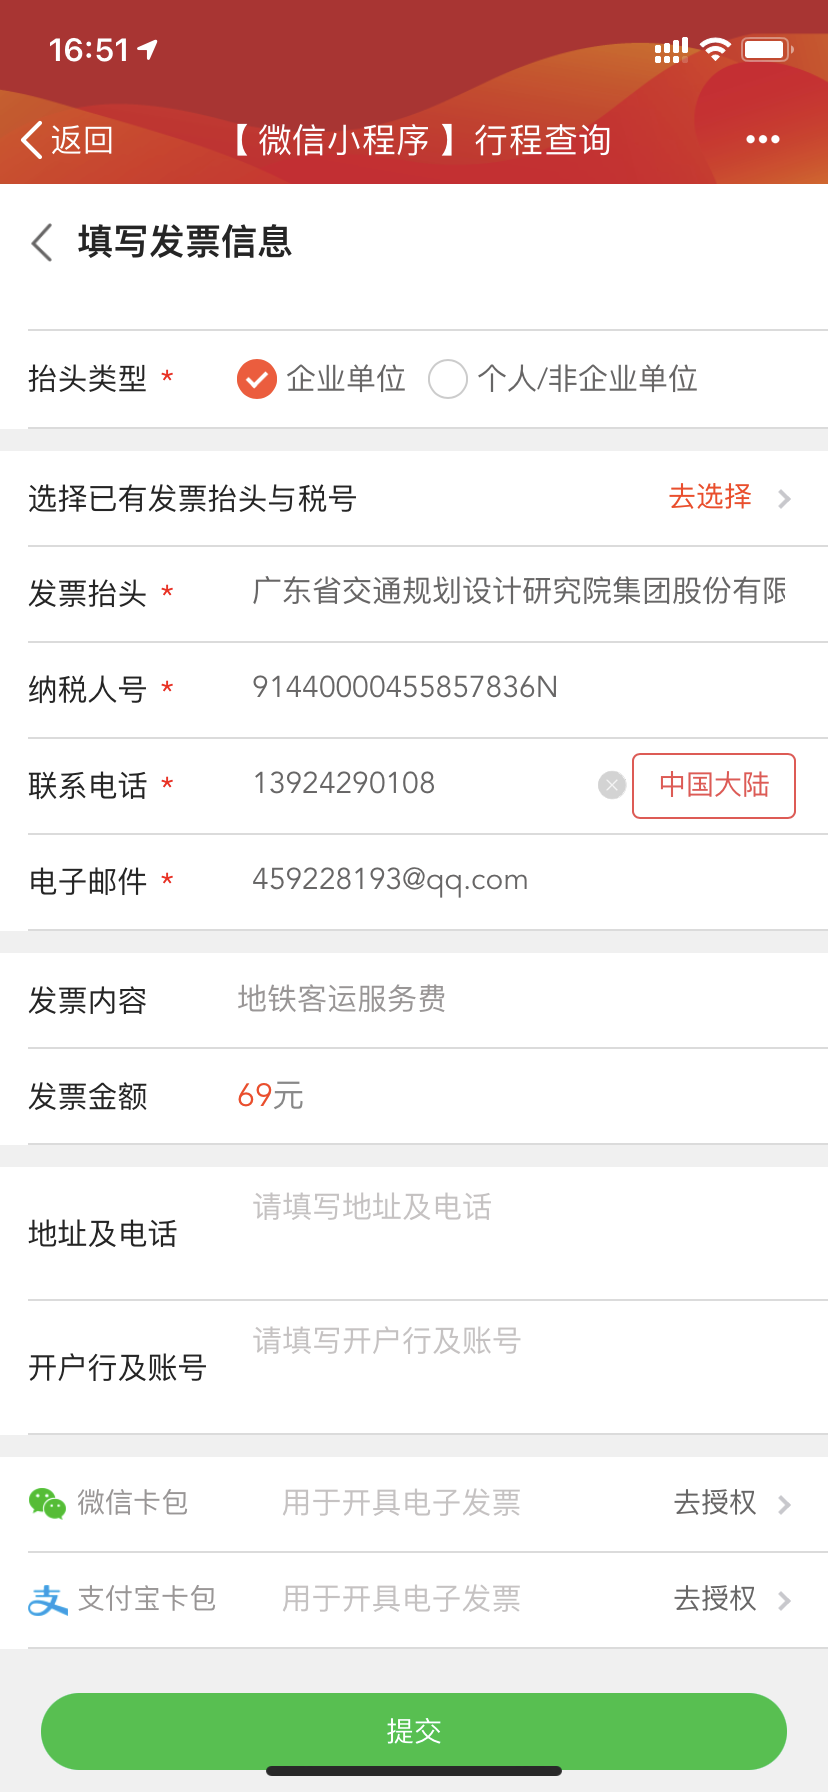 16:51
返回 【微信小程序】行程查询
填写发票信息
抬头类型 * 企业单位 个人/非企业单位
选择已有发票抬头与税号 去选择
发票抬头 * 广东省交通规划设计研究院集团股份有限
纳税人号 * 91440000455857836N
联系电话 * 13924290108 中国大陆
电子邮件 * 459228193@qq.com
发票内容 地铁客运服务费
发票金额 69元
地址及电话 请填写地址及电话
开户行及账号 请填写开户行及账号
微信卡包 用于开具电子发票 去授权
支付宝卡包 用于开具电子发票 去授权
提交